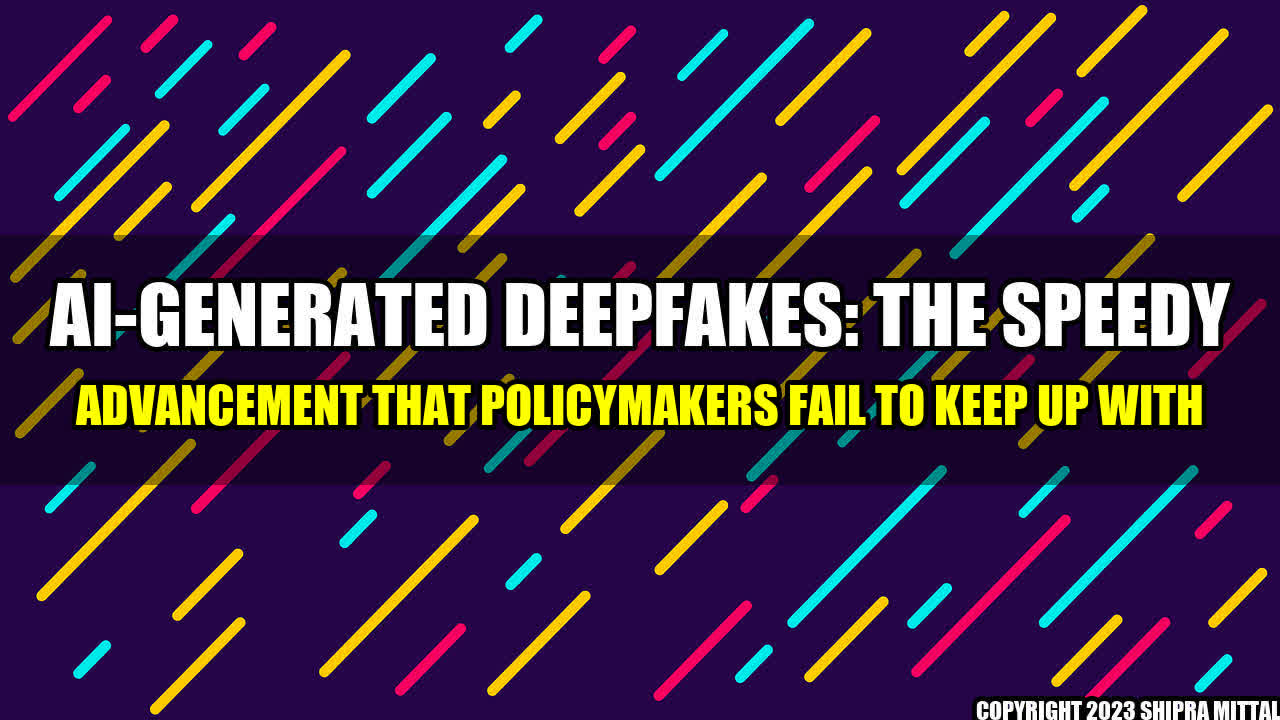 AI-GENERATED DEEPFAKES: THE SPEEDY
ADVANCEMENT THAT POLICYMAKERS FAIL TO KEEP UP WITH
COPYRIGHT 2023 SHIPRA MITTAL